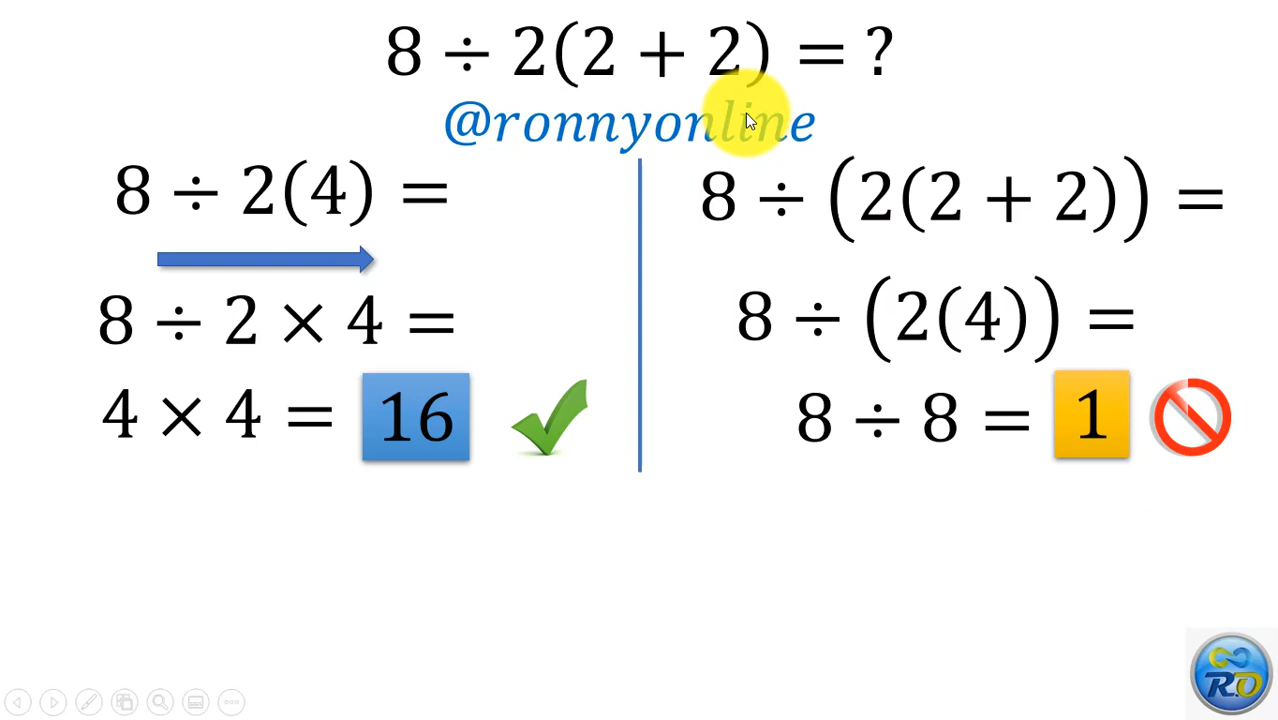 8 ÷ 2(2 + 2) = ?
@ronnyonline
8 ÷ 2(4) =
8 ÷ 2 × 4 =
4 × 4 = 16
8 ÷ (2(2 + 2)) =
8 ÷ (2(4)) =
8 ÷ 8 = 1
RO